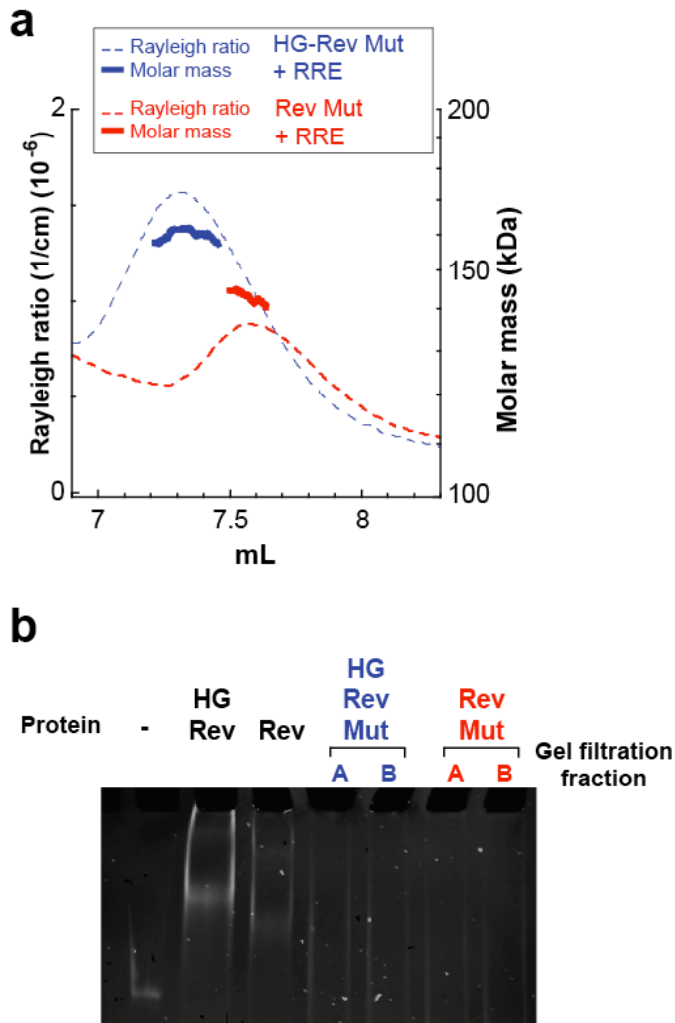 a
Rayleigh ratio HG-Rev Mut
Molar mass + RRE
Rayleigh ratio Rev Mut
Molar mass + RRE
2
200
Rayleigh ratio (1/cm) (10⁻⁶)
1
150
Molar mass (kDa)
0
100
7 7.5 8
mL
b
HG HG
Rev Rev Rev
Protein - Rev Rev Mut Mut
A B A B
Gel filtration
fraction